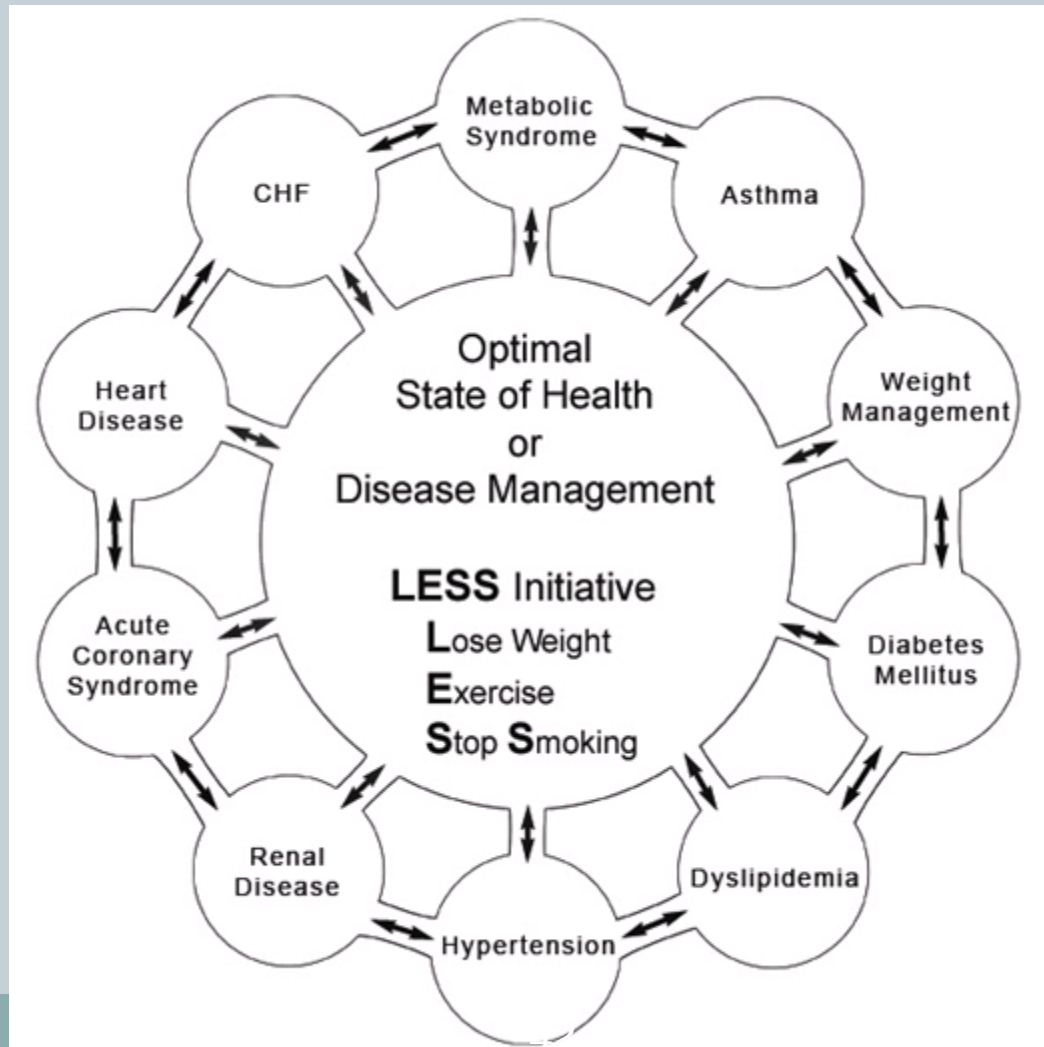 Metabolic
Syndrome
Asthma
Weight
Management
Diabetes
Mellitus
Dyslipidemia
Hypertension
Renal
Disease
Acute
Coronary
Syndrome
Heart
Disease
CHF
Optimal
State of Health
or
Disease Management
LESS Initiative
Lose Weight
Exercise
Stop Smoking